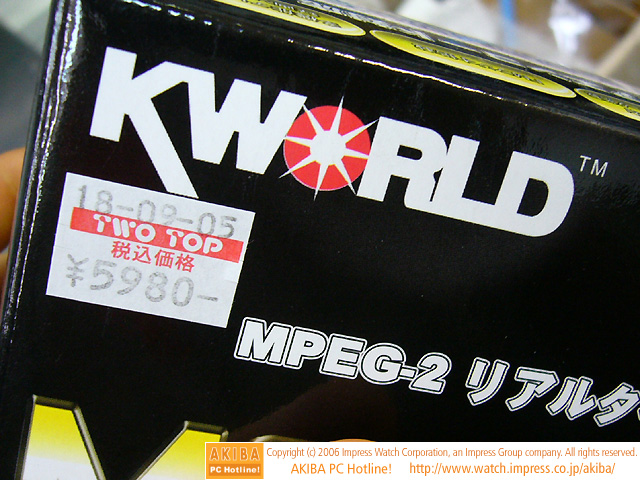 KWORLD™
18-09-05
TWO TOP
税込価格
¥5980-
MPEG-2 リアルタ
AKIBA
PC Hotline!
Copyright (c) 2006 Impress Watch Corporation, an Impress Group company. All rights reserved.
AKIBA PC Hotline! http://www.watch.impress.co.jp/akiba/